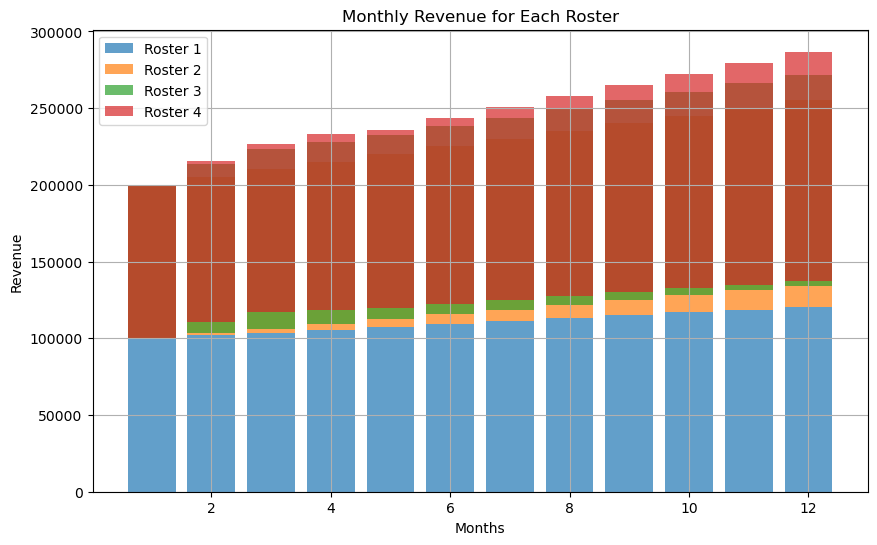 Monthly Revenue for Each Roster
Roster 1
Roster 2
Roster 3
Roster 4
Revenue
300000
250000
200000
150000
100000
50000
0
2 4 6 8 10 12
Months